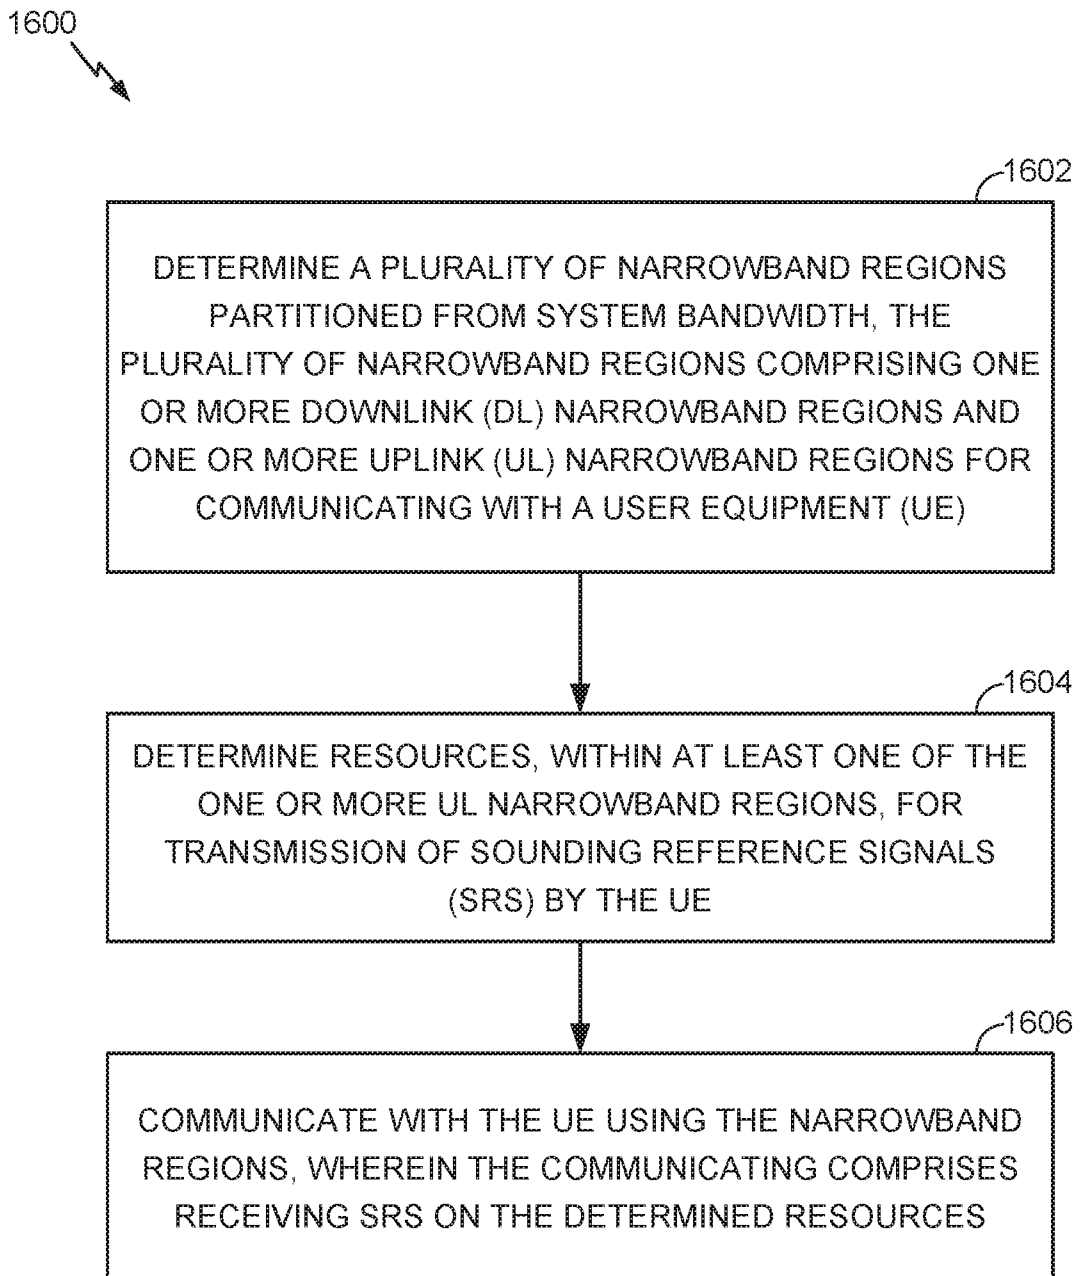 1600
1602
DETERMINE A PLURALITY OF NARROWBAND REGIONS
PARTITIONED FROM SYSTEM BANDWIDTH, THE
PLURALITY OF NARROWBAND REGIONS COMPRISING ONE
OR MORE DOWNLINK (DL) NARROWBAND REGIONS AND
ONE OR MORE UPLINK (UL) NARROWBAND REGIONS FOR
COMMUNICATING WITH A USER EQUIPMENT (UE)
1604
DETERMINE RESOURCES, WITHIN AT LEAST ONE OF THE
ONE OR MORE UL NARROWBAND REGIONS, FOR
TRANSMISSION OF SOUNDING REFERENCE SIGNALS
(SRS) BY THE UE
1606
COMMUNICATE WITH THE UE USING THE NARROWBAND
REGIONS, WHEREIN THE COMMUNICATING COMPRISES
RECEIVING SRS ON THE DETERMINED RESOURCES